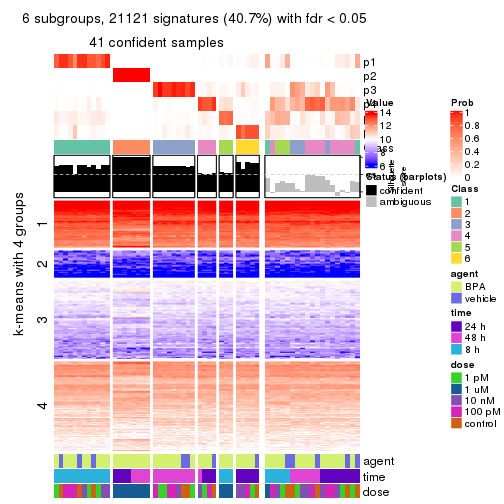 6 subgroups, 21121 signatures (40.7%) with fdr < 0.05
41 confident samples
p1
p2
p3
Value
14
12
10
8
6
Prob
1
0.8
0.6
0.4
0.2
0
Status (barplots)
confident
ambiguous
Class
1
2
3
4
5
6
agent
BPA
vehicle
time
24 h
48 h
8 h
dose
1 pM
1 uM
10 nM
100 pM
control
k-means with 4 groups
1
2
3
4
agent
time
dose